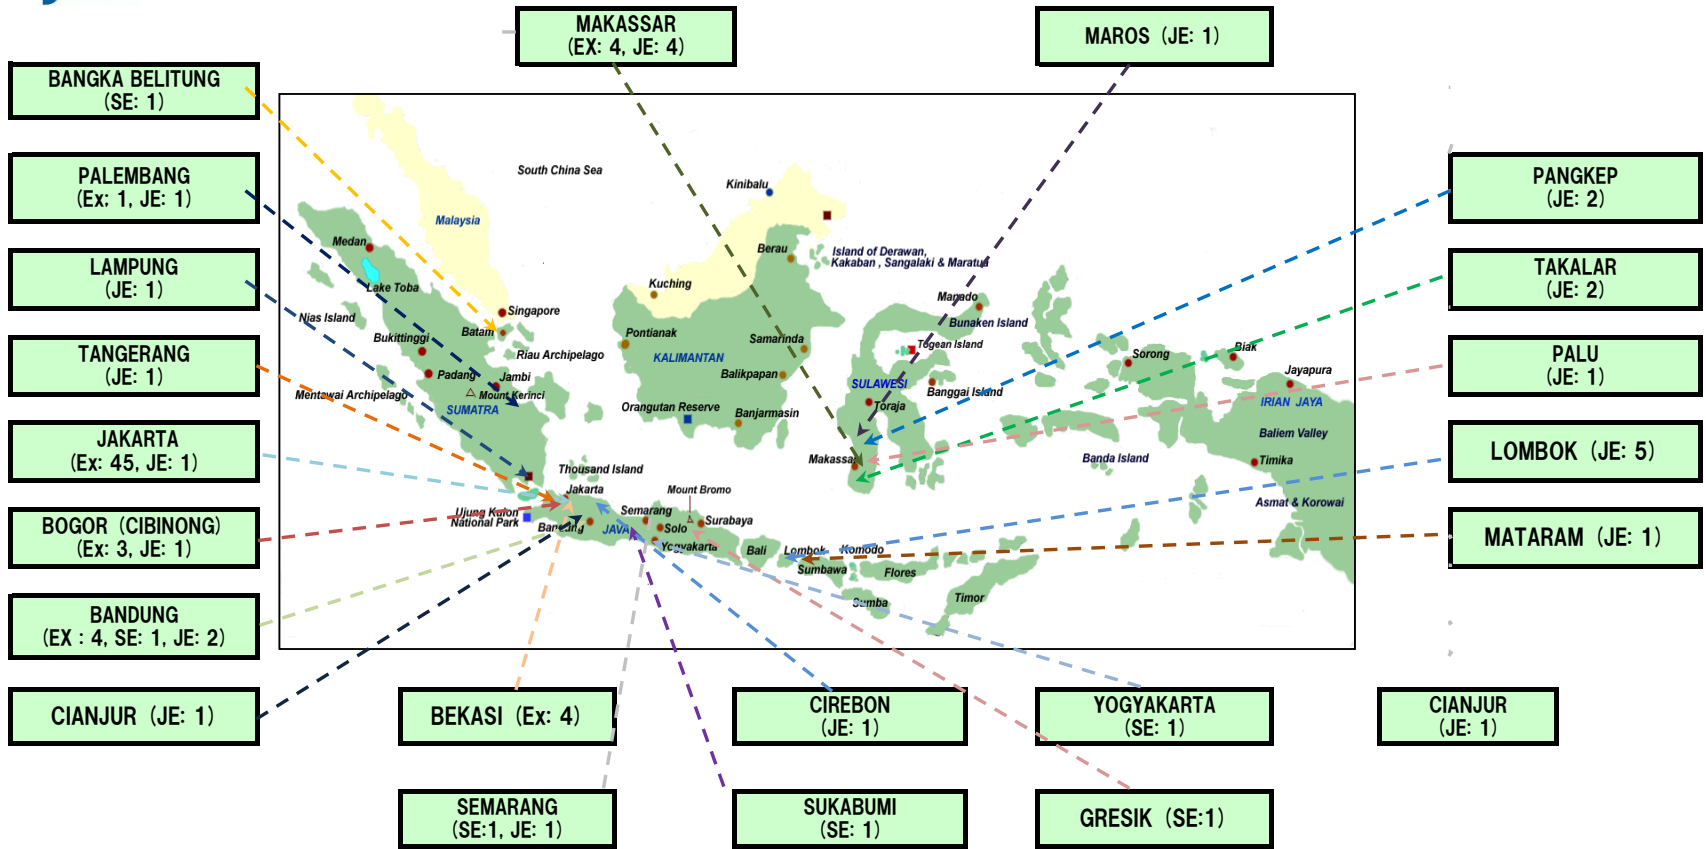 MAKASSAR
(EX: 4, JE: 4)
MAROS (JE: 1)
BANGKA BELITUNG
(SE: 1)
PALEMBANG
(Ex: 1, JE: 1)
LAMPUNG
(JE: 1)
TANGERANG
(JE: 1)
JAKARTA
(Ex: 45, JE: 1)
BOGOR (CIBINONG)
(Ex: 3, JE: 1)
BANDUNG
(EX : 4, SE: 1, JE: 2)
CIANJUR (JE: 1)
PANGKEP
(JE: 2)
TAKALAR
(JE: 2)
PALU
(JE: 1)
LOMBOK (JE: 5)
MATARAM (JE: 1)
South China Sea
Kinibalu
Malaysia
Medan
Berau
Island of Derawan,
Kakaban , Sangalaki & Maratua
Lake Toba
Kuching
Manado
Nias Island
Singapore
Batam
Bunaken Island
Bukittinggi
Pontianak
Samarinda
Togean Island
Riau Archipelago
KALIMANTAN
Sorong
Biak
Padang
Jambi
Balikpapan
SULAWESI
Jayapura
Mentawai Archipelago
Mount Kerinci
Banggai Island
SUMATRA
Orangutan Reserve
Banjarmasin
Toraja
IRIAN JAYA
Baliem Valley
Thousand Island
Makassar
Banda Island
Timika
Jakarta
Mount Bromo
Asmat & Korowai
Ujung Kulon
National Park
Semarang
Surabaya
Bandung
JAVA
Solo
Yogyakarta
Bali
Lombok
Komodo
Sumbawa
Flores
Sumba
Timor
BEKASI (Ex: 4)
CIREBON
(JE: 1)
YOGYAKARTA
(SE: 1)
CIANJUR
(JE: 1)
SEMARANG
(SE:1, JE: 1)
SUKABUMI
(SE: 1)
GRESIK (SE:1)